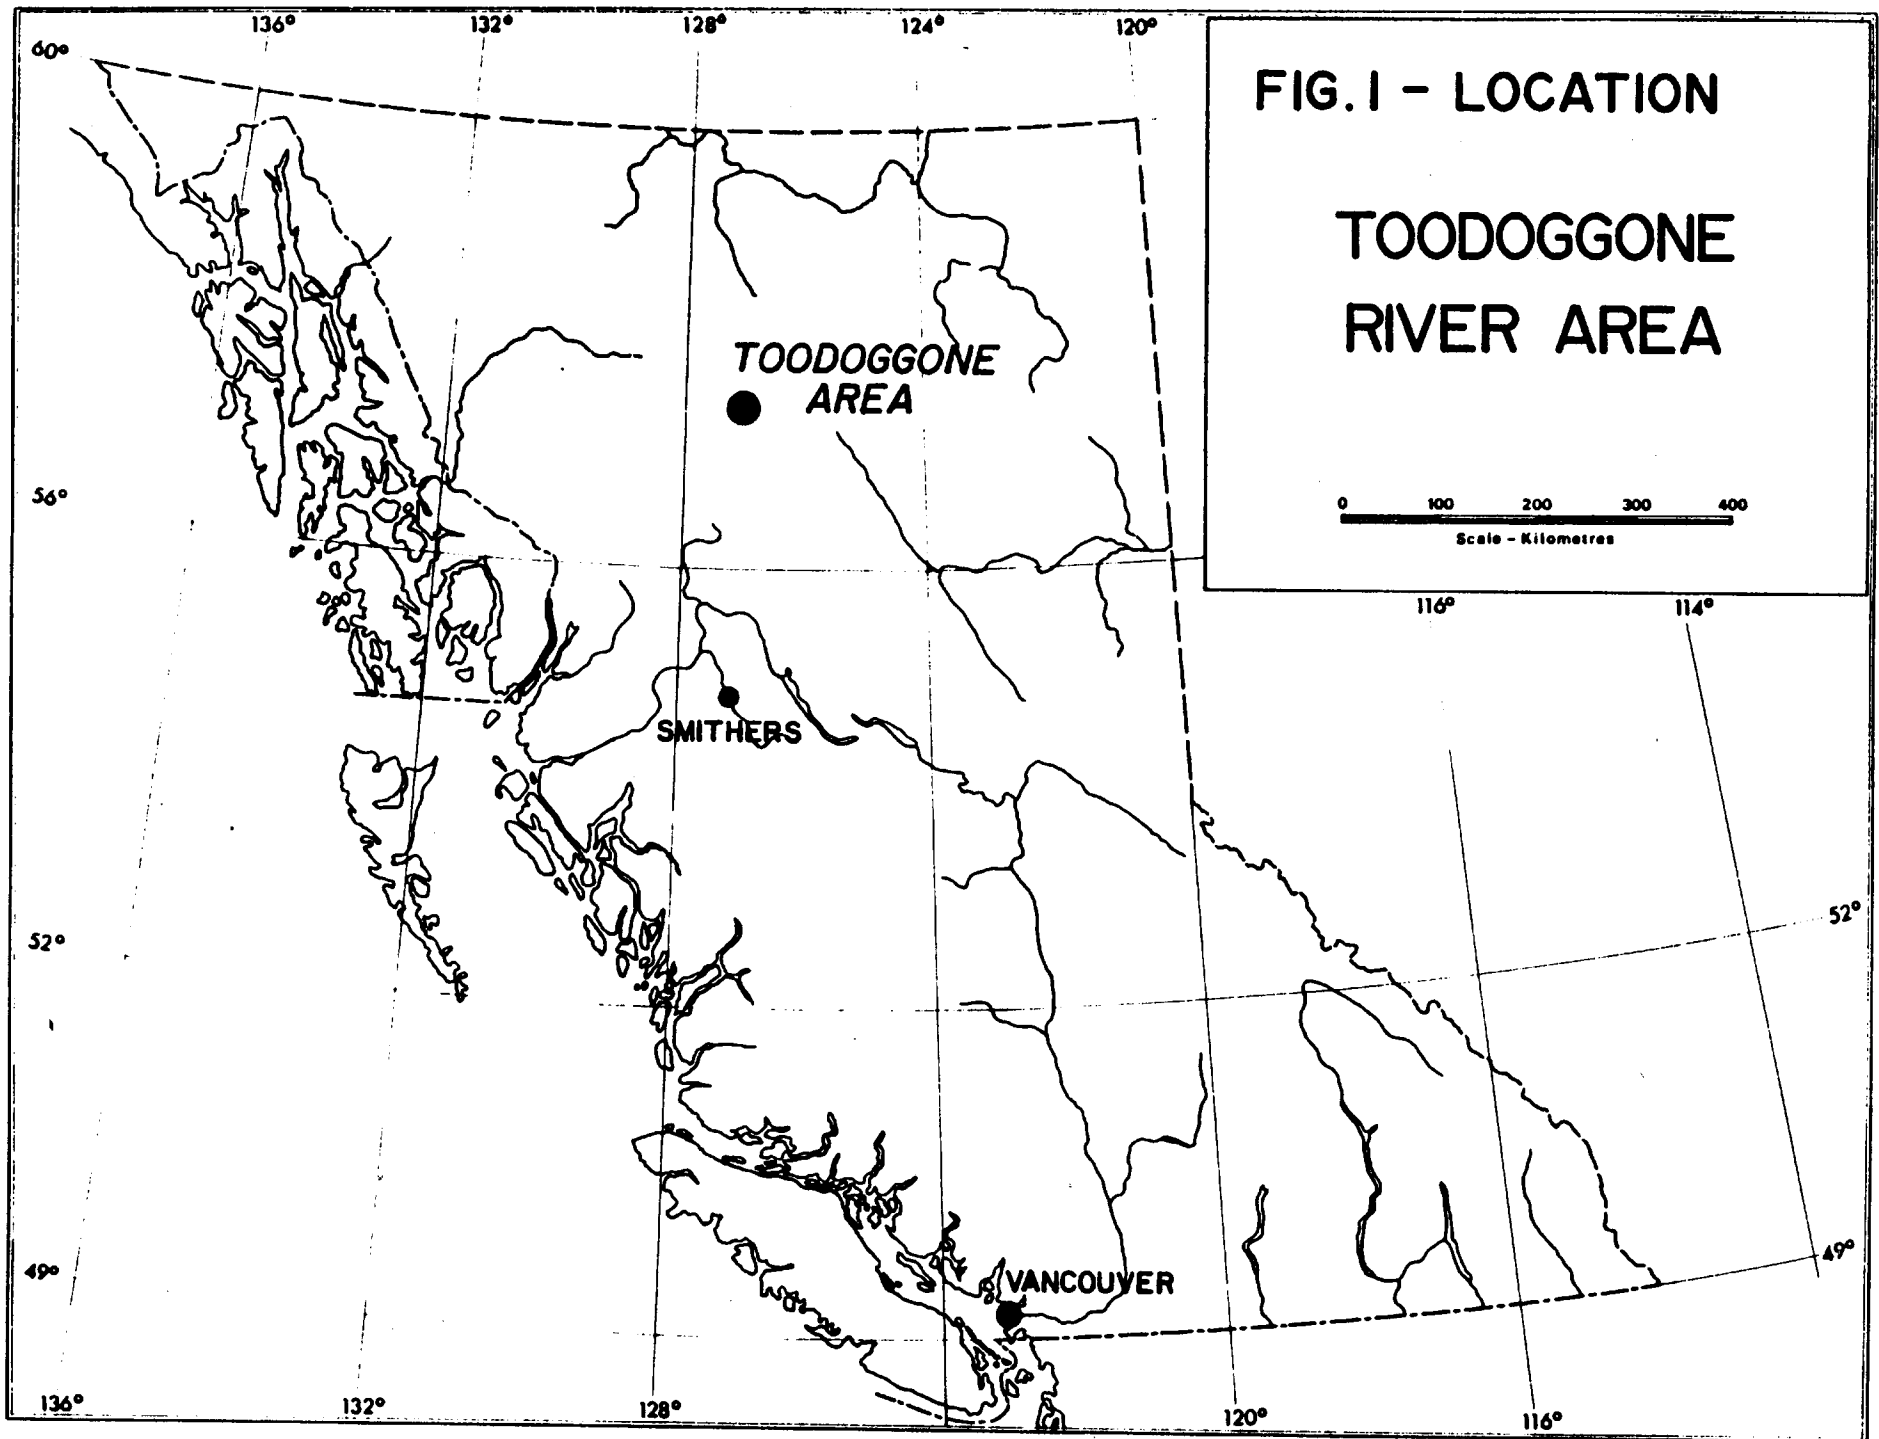 136° 132° 128° 124° 120°
60°
FIG. 1 – LOCATION
TOODOGGONE
RIVER AREA
0 100 200 300 400
Scale – Kilometres
TOODOGGONE
AREA
56°
116° 114°
SMITHERS
52° 52°
VANCOUVER
49° 49°
136° 132° 128° 120° 116°